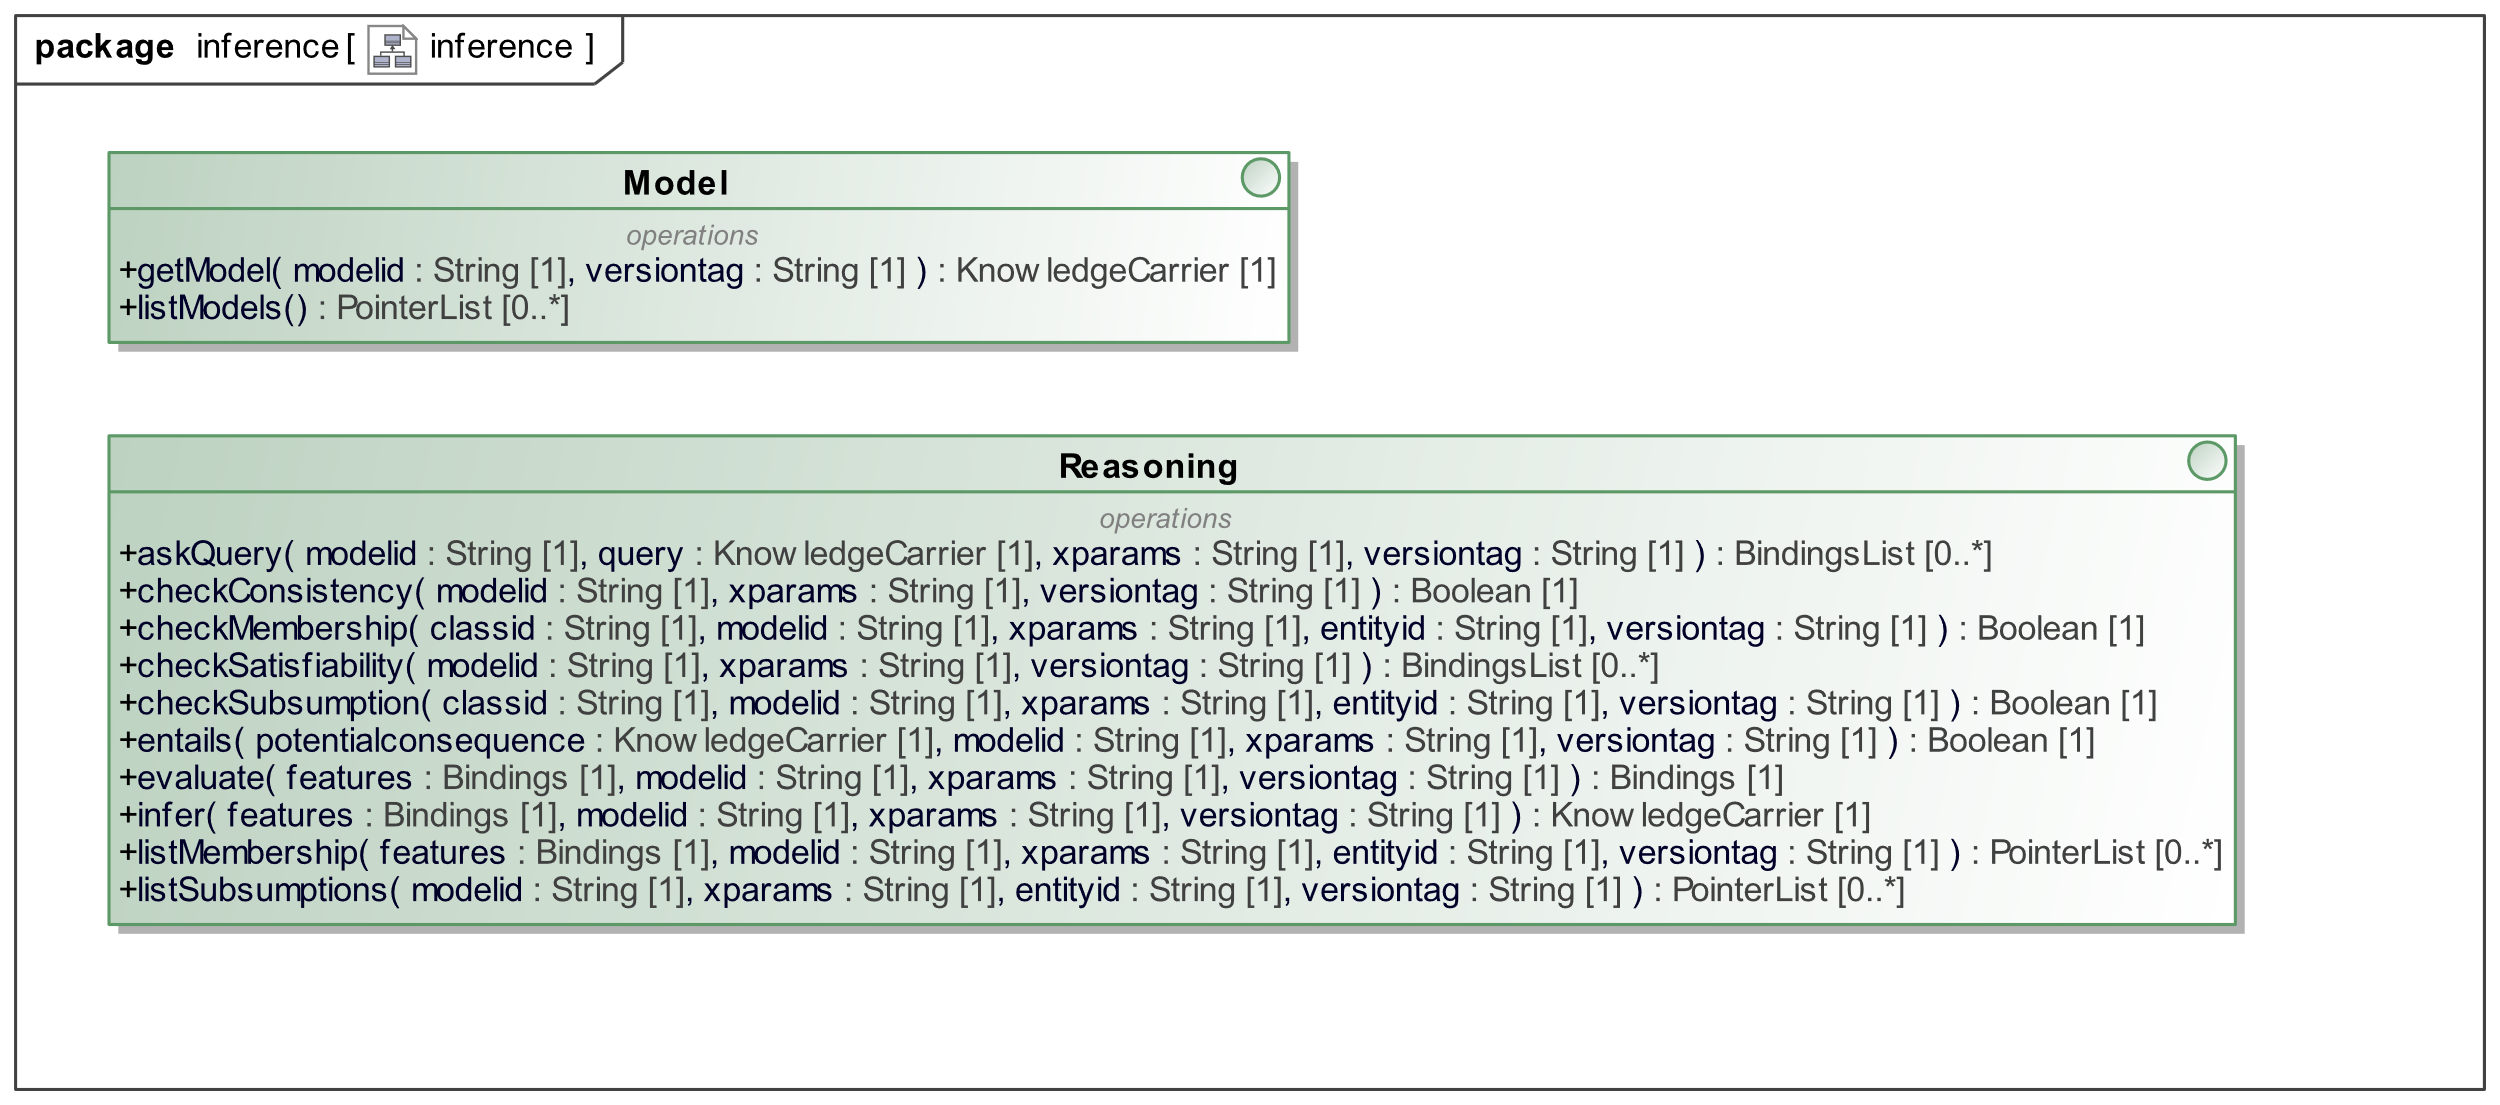 package inference[ inference ]
Model
operations
+getModel( modelid : String [1], versiontag : String [1] ) : KnowledgeCarrier [1]
+listModels() : PointerList [0..*]
Reasoning
operations
+askQuery( modelid : String [1], query : KnowledgeCarrier [1], xparams : String [1], versiontag : String [1] ) : BindingsList [0..*]
+checkConsistency( modelid : String [1], xparams : String [1], versiontag : String [1] ) : Boolean [1]
+checkMembership( classid : String [1], modelid : String [1], xparams : String [1], entityid : String [1], versiontag : String [1] ) : Boolean [1]
+checkSatisfiability( modelid : String [1], xparams : String [1], versiontag : String [1] ) : BindingsList [0..*]
+checkSubsumption( classid : String [1], modelid : String [1], xparams : String [1], entityid : String [1], versiontag : String [1] ) : Boolean [1]
+entails( potentialconsequence : KnowledgeCarrier [1], modelid : String [1], xparams : String [1], versiontag : String [1] ) : Boolean [1]
+evaluate( features : Bindings [1], modelid : String [1], xparams : String [1], versiontag : String [1] ) : Bindings [1]
+infer( features : Bindings [1], modelid : String [1], xparams : String [1], versiontag : String [1] ) : KnowledgeCarrier [1]
+listMembership( features : Bindings [1], modelid : String [1], xparams : String [1], entityid : String [1], versiontag : String [1] ) : PointerList [0..*]
+listSubsumptions( modelid : String [1], xparams : String [1], entityid : String [1], versiontag : String [1] ) : PointerList [0..*]